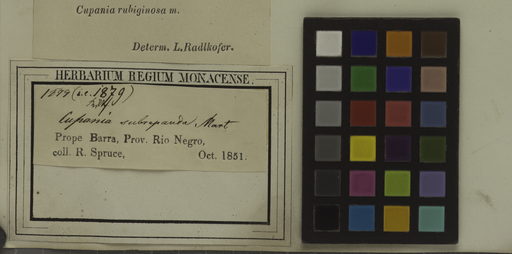 Cupania rubiginosa m.
Determ. L. Radlkofer.
HERBARIUM REGIUM MONACENSE.
1899 (i.e. 1879)
Cupania subrepanda Mart
Prope Barra, Prov. Rio Negro,
coll. R. Spruce, Oct. 1851.